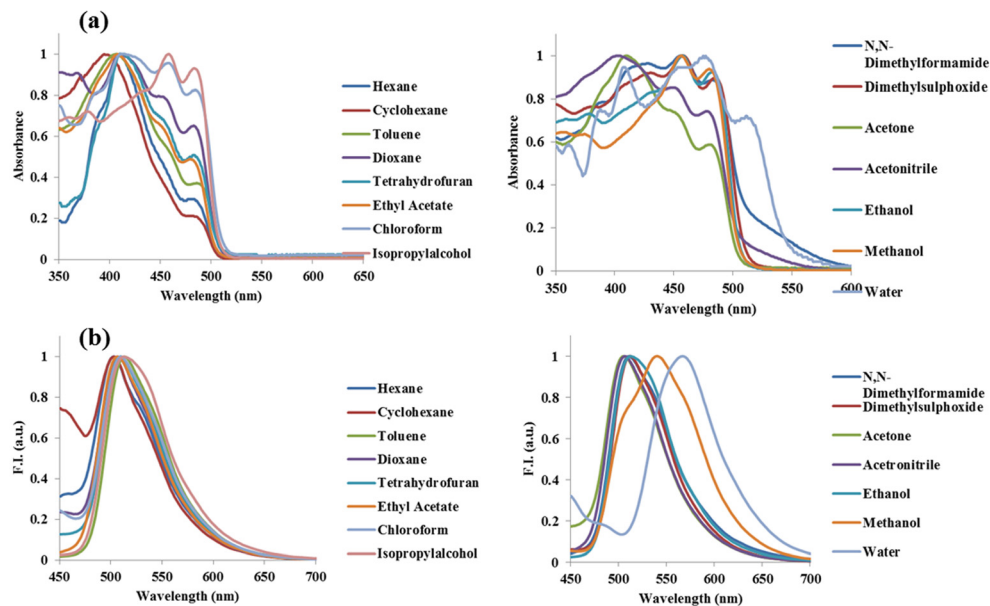 (a)
Absorbance
1
0.8
0.6
0.4
0.2
0
350 400 450 500 550 600 650
Wavelength (nm)
Hexane
Cyclohexane
Toluene
Dioxane
Tetrahydrofuran
Ethyl Acetate
Chloroform
Isopropylalcohol
Absorbance
1
0.8
0.6
0.4
0.2
0
350 400 450 500 550 600
Wavelength (nm)
N,N-
Dimethylformamide
Dimethylsulphoxide
Acetone
Acetonitrile
Ethanol
Methanol
Water
(b)
F.I. (a.u.)
1
0.8
0.6
0.4
0.2
0
450 500 550 600 650 700
Wavelength (nm)
Hexane
Cyclohexane
Toluene
Dioxane
Tetrahydrofuran
Ethyl Acetate
Chloroform
Isopropylalcohol
F.I. (a.u.)
1
0.8
0.6
0.4
0.2
0
450 500 550 600 650 700
Wavelength (nm)
N,N-
Dimethylformamide
Dimethylsulphoxide
Acetone
Acetronitrile
Ethanol
Methanol
Water